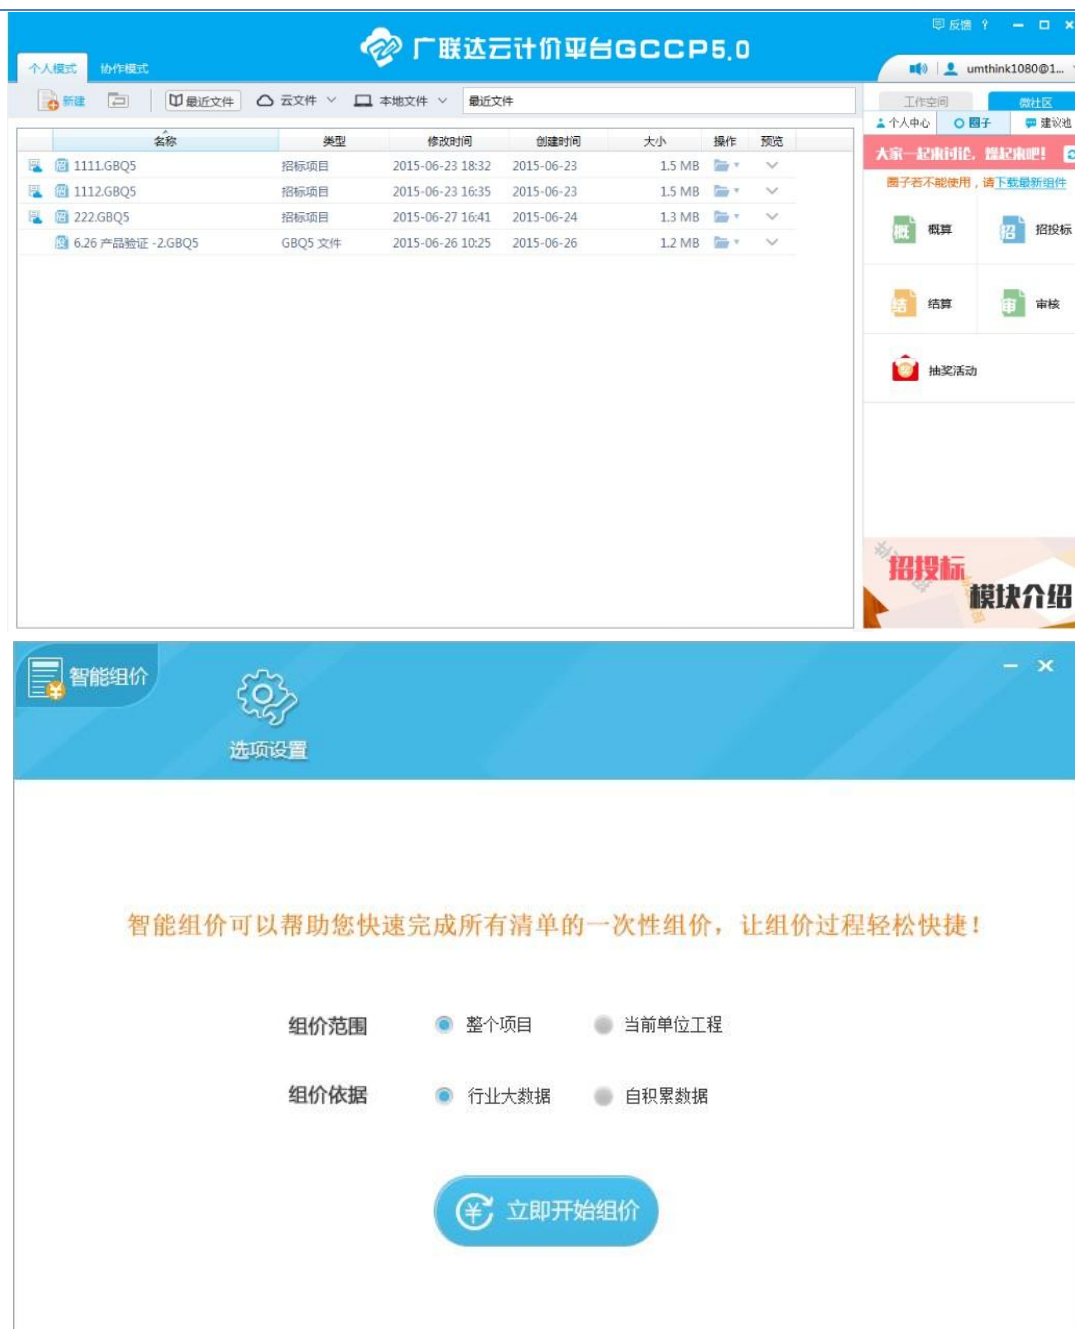 反馈 ?
广联达云计价平台GCCP5.0
个人模式 协作模式
umthink1080@1...
新建 最近文件 云文件 本地文件 最近文件
工作空间 微社区
个人中心 圈子 建议池
名称 类型 修改时间 创建时间 大小 操作 预览
大家一起来讨论，燥起来吧！
1111.GBQ5 招标项目 2015-06-23 18:32 2015-06-23 1.5 MB
圈子若不能使用，请下载最新组件
1112.GBQ5 招标项目 2015-06-23 16:35 2015-06-23 1.5 MB
222.GBQ5 招标项目 2015-06-27 16:41 2015-06-24 1.3 MB
6.26 产品验证 -2.GBQ5 GBQ5 文件 2015-06-26 10:25 2015-06-26 1.2 MB
概 概算 招 招投标
结 结算 审 审核
抽奖活动
招投标
模块介绍
智能组价
选项设置
智能组价可以帮助您快速完成所有清单的一次性组价，让组价过程轻松快捷！
组价范围 整个项目 当前单位工程
组价依据 行业大数据 自积累数据
立即开始组价